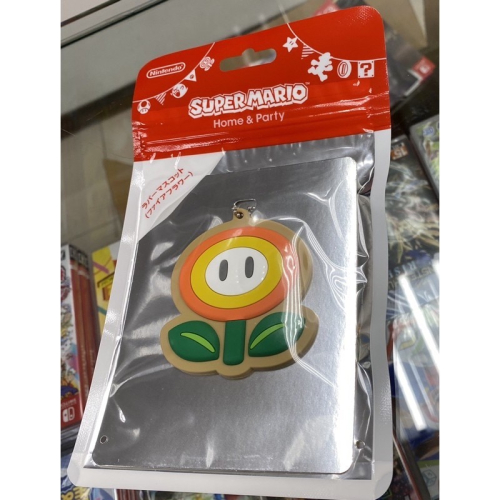 Nintendo
SUPER MARIO
Home & Party
ラバーマスコット
(ファイアフラワー)